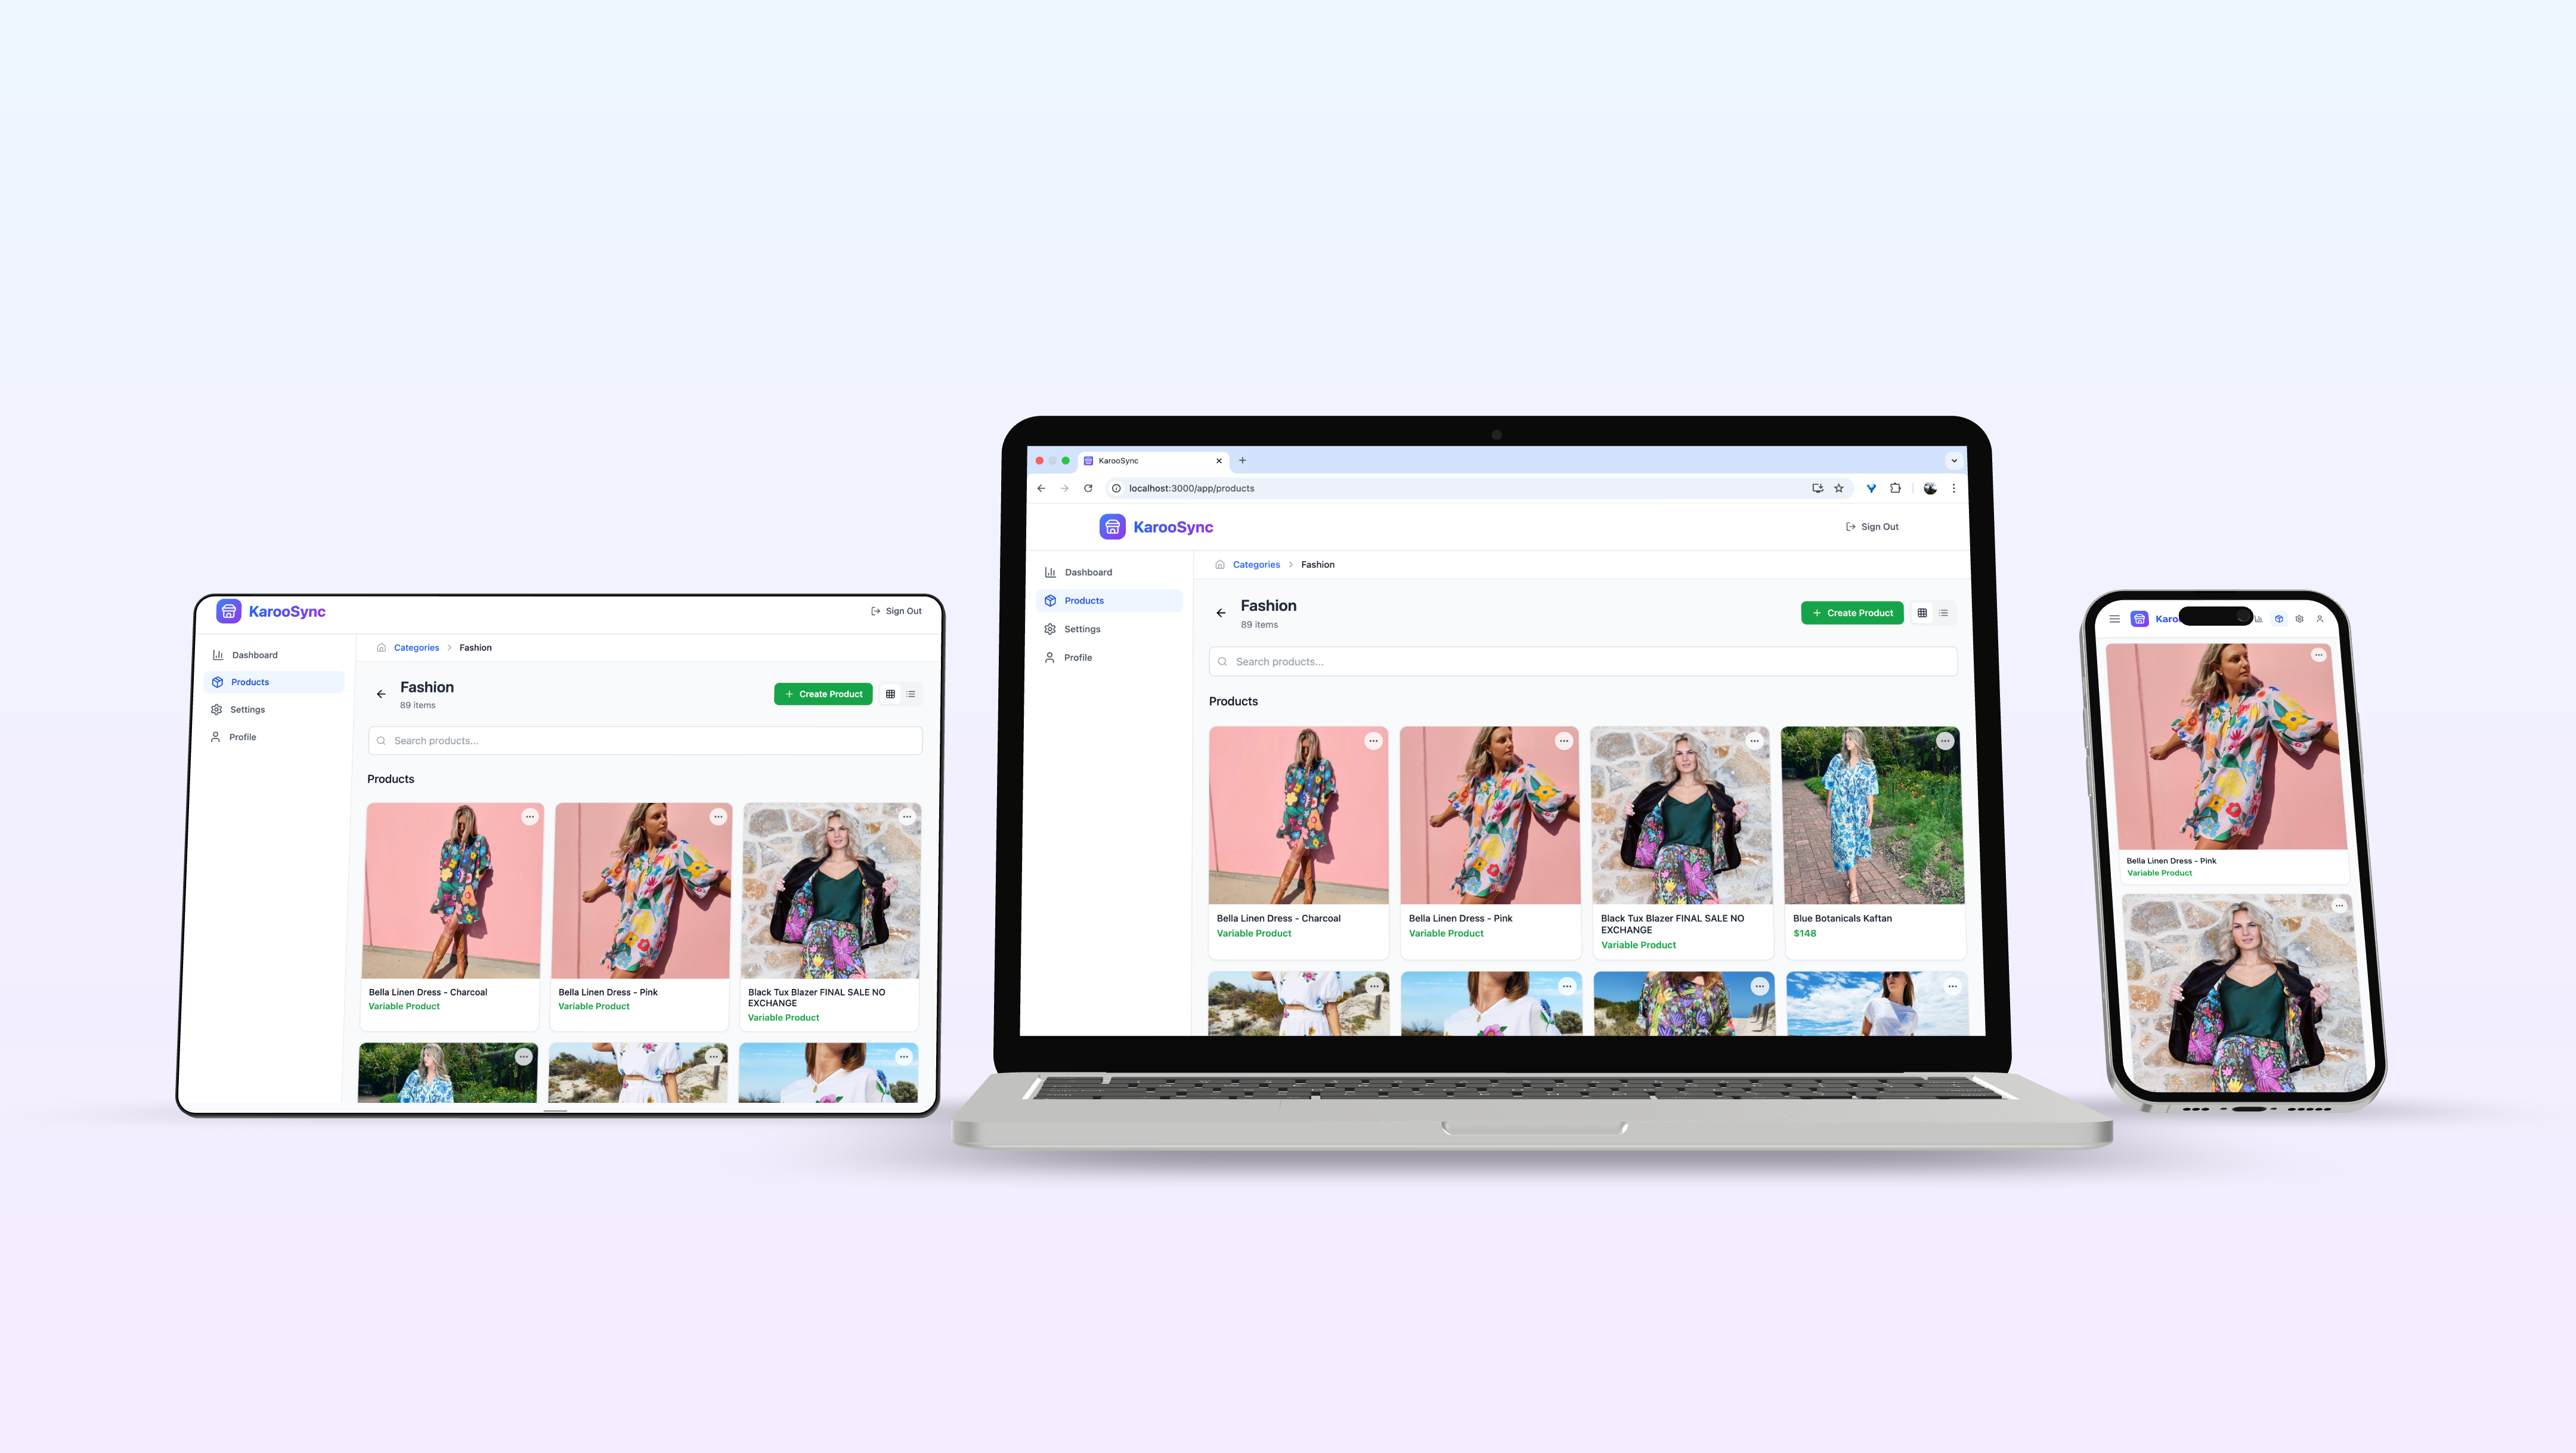 KarooSync
Sign Out
Dashboard
Products
Settings
Profile
Categories > Fashion
Fashion
89 items
+ Create Product
Search products...
Products
Bella Linen Dress - Charcoal
Variable Product
Bella Linen Dress - Pink
Variable Product
Black Tux Blazer FINAL SALE NO
EXCHANGE
Variable Product
KarooSync
localhost:3000/app/products
KarooSync
Sign Out
Dashboard
Products
Settings
Profile
Categories > Fashion
Fashion
89 items
+ Create Product
Search products...
Products
Bella Linen Dress - Charcoal
Variable Product
Bella Linen Dress - Pink
Variable Product
Black Tux Blazer FINAL SALE NO
EXCHANGE
Variable Product
Blue Botanicals Kaftan
$148
Karoo
Bella Linen Dress - Pink
Variable Product